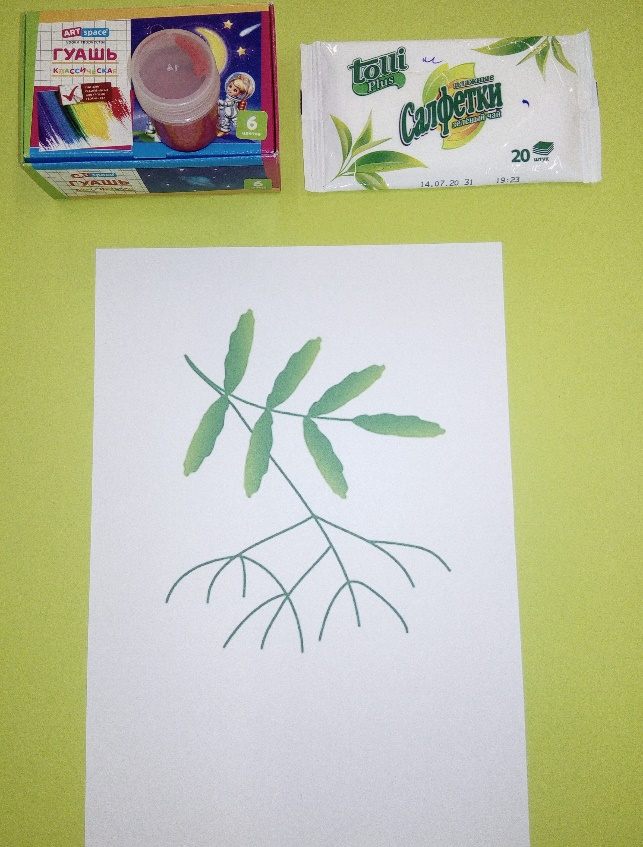 ART space
ГУАШЬ
КЛАССИЧЕСКАЯ
6
цветов
ГУАШЬ
6
tolli
Plus
влажные
Салфетки
зеленый чай
20 штук
14.07.20 31 19:23